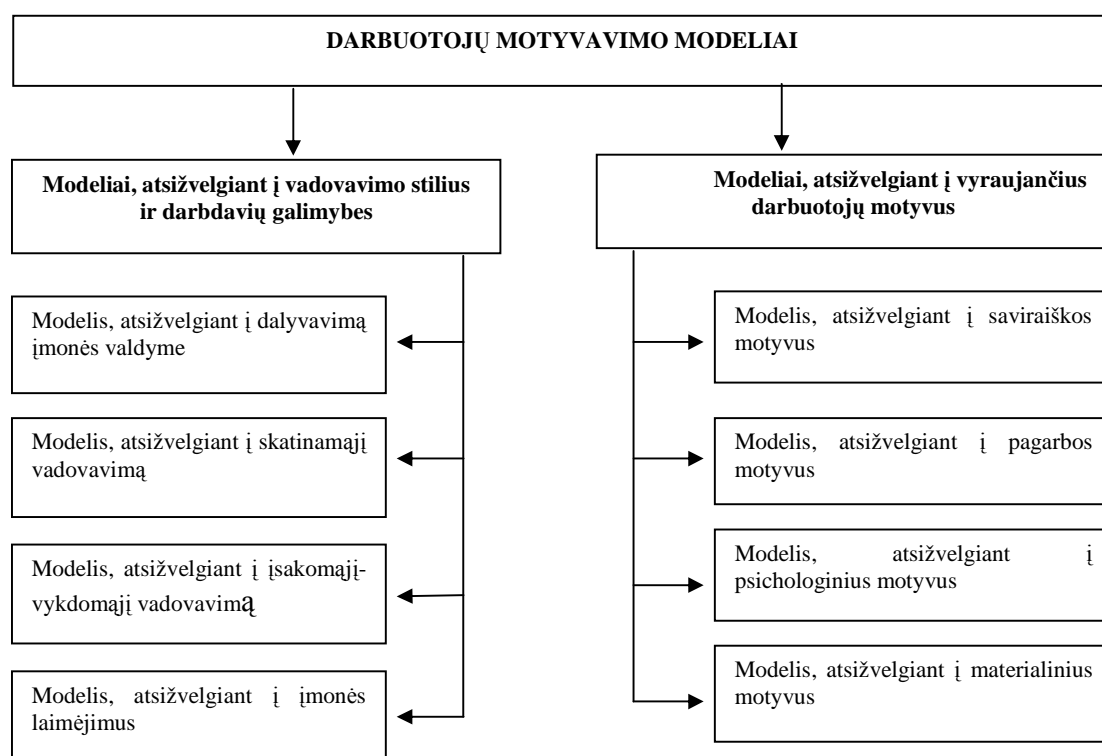 DARBUOTOJŲ MOTYVAVIMO MODELIAI
Modeliai, atsižvelgiant į vadovavimo stilius
ir darbdavių galimybes
Modelis, atsižvelgiant į dalyvavimą
įmonės valdyme
Modelis, atsižvelgiant į skatinamąjį
vadovavimą
Modelis, atsižvelgiant į įsakomąjį-
vykdomąjį vadovavimą
Modelis, atsižvelgiant į įmonės
laimėjimus
Modeliai, atsižvelgiant į vyraujančius
darbuotojų motyvus
Modelis, atsižvelgiant į saviraiškos
motyvus
Modelis, atsižvelgiant į pagarbos
motyvus
Modelis, atsižvelgiant į
psichologinius motyvus
Modelis, atsižvelgiant į materialinius
motyvus